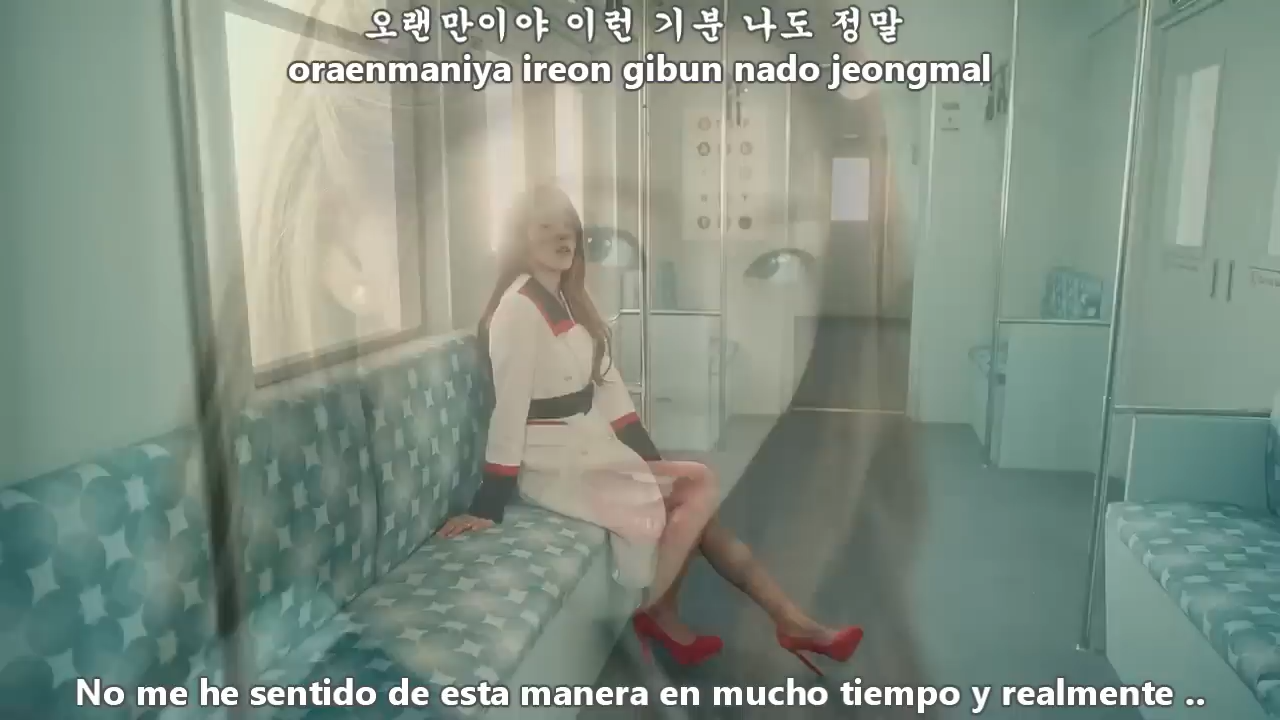 오랜만이야 이런 기분 나도 정말
oraenmaniya ireon gibun nado jeongmal
No me he sentido de esta manera en mucho tiempo y realmente ..